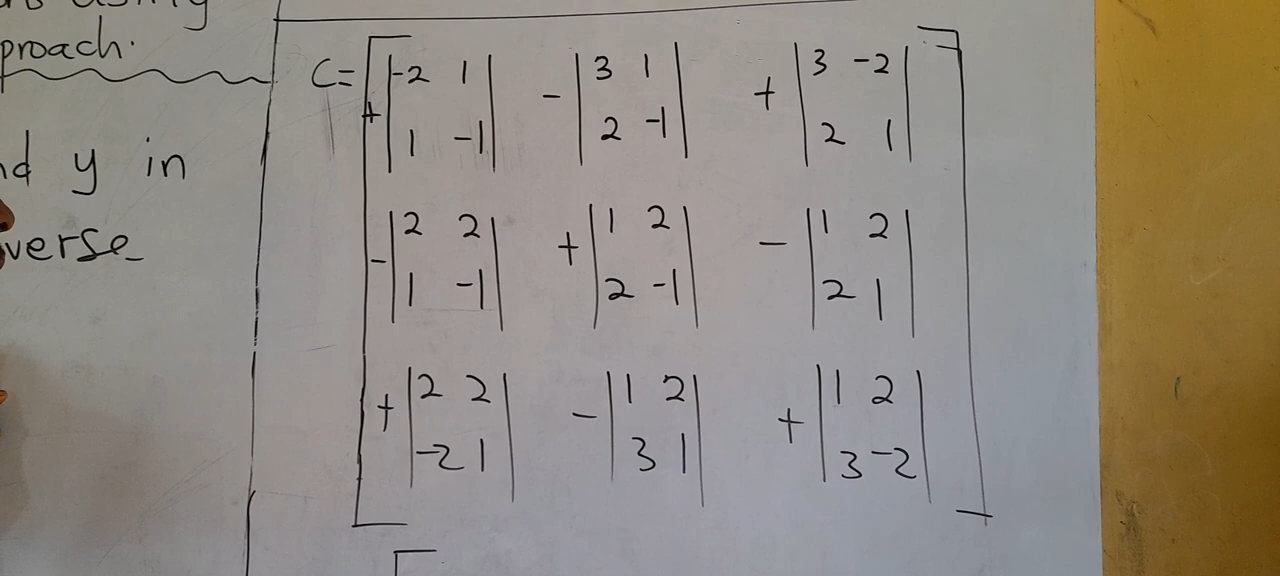 proach.
nd y in
verse
C= +|-2 1| -|3 1| +|3 -2|
|1 -1| |2 -1| |2 1|
-|2 2| +|1 2| -|1 2|
|1 -1| |2 -1| |2 1|
+|2 2| -|1 2| +|1 2|
|-2 1| |3 1| |3 -2|